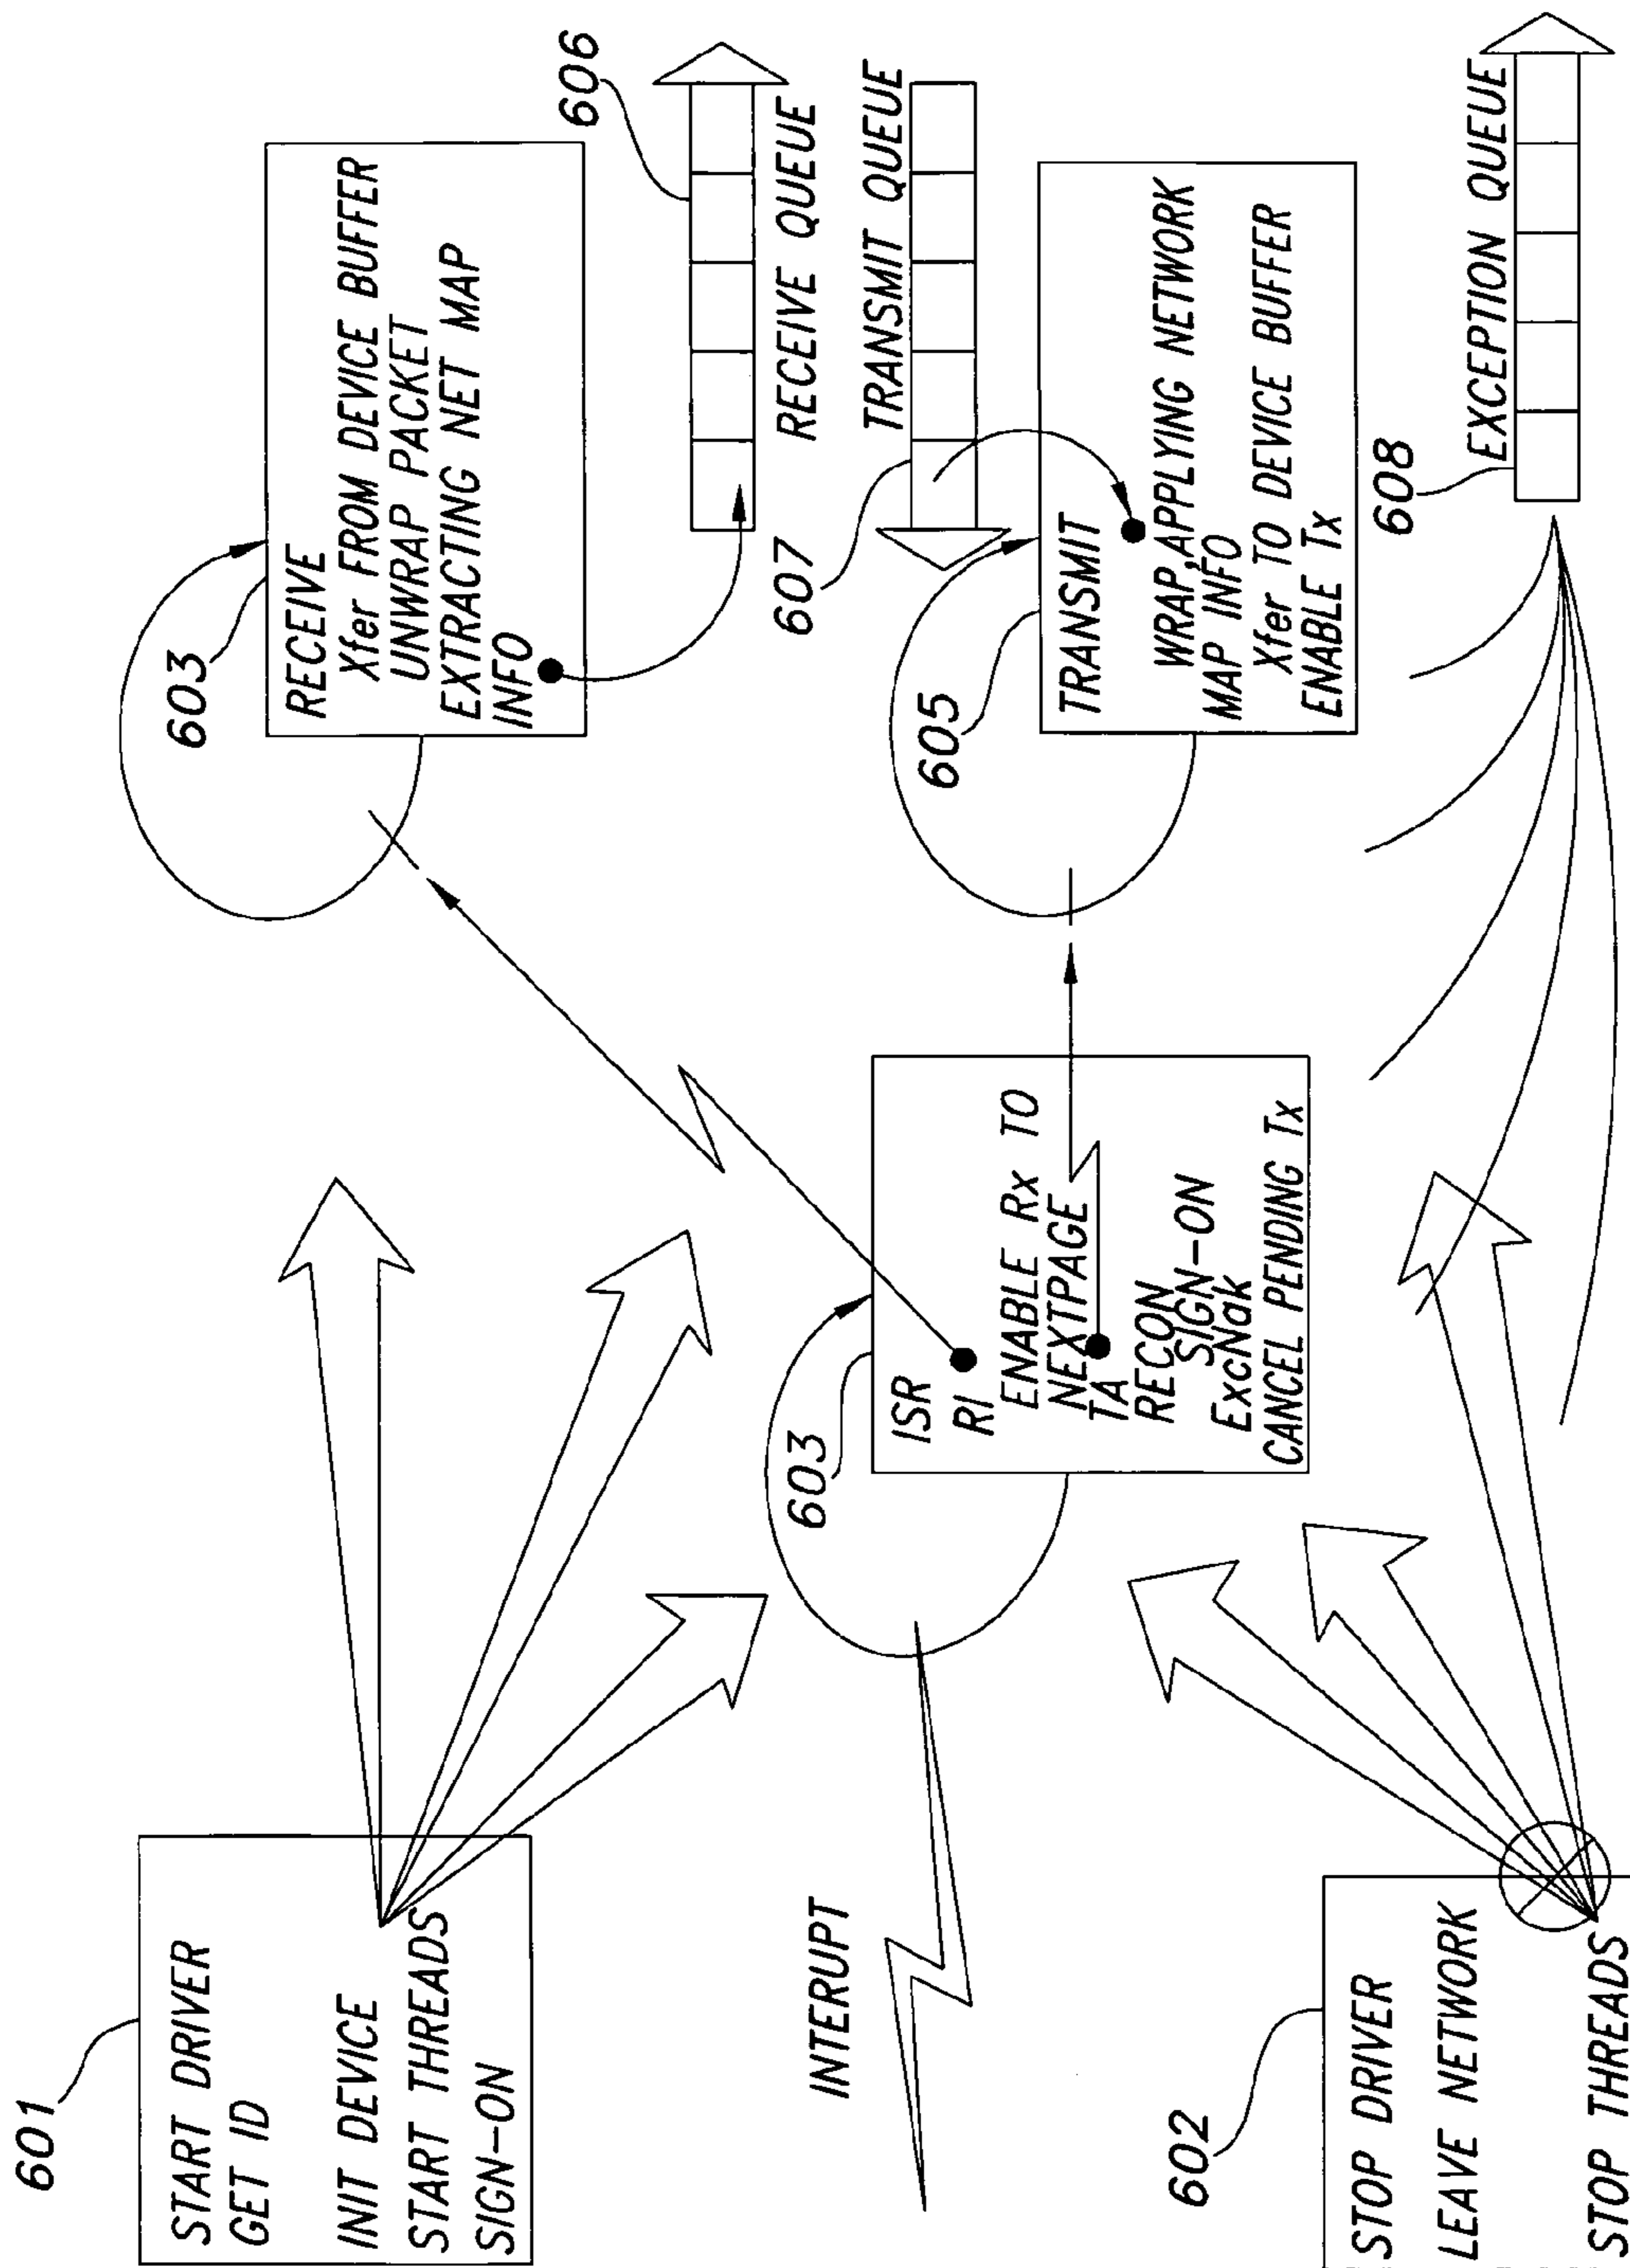 601
START DRIVER
GET ID
INIT DEVICE
START THREADS
SIGN-ON
INTERUPT
602
STOP DRIVER
LEAVE NETWORK
STOP THREADS
603
ISR
RI
ENABLE Rx TO
NEXTPAGE
TA
RECON
SIGN-ON
ExcNak
CANCEL PENDING Tx
603
RECEIVE
Xfer FROM DEVICE BUFFER
UNWRAP PACKET
EXTRACTING NET MAP
INFO
606
RECEIVE QUEUE
TRANSMIT QUEUE
607
605
TRANSMIT
WRAP, APPLYING NETWORK
MAP INFO
Xfer TO DEVICE BUFFER
ENABLE Tx
608
EXCEPTION QUEUE